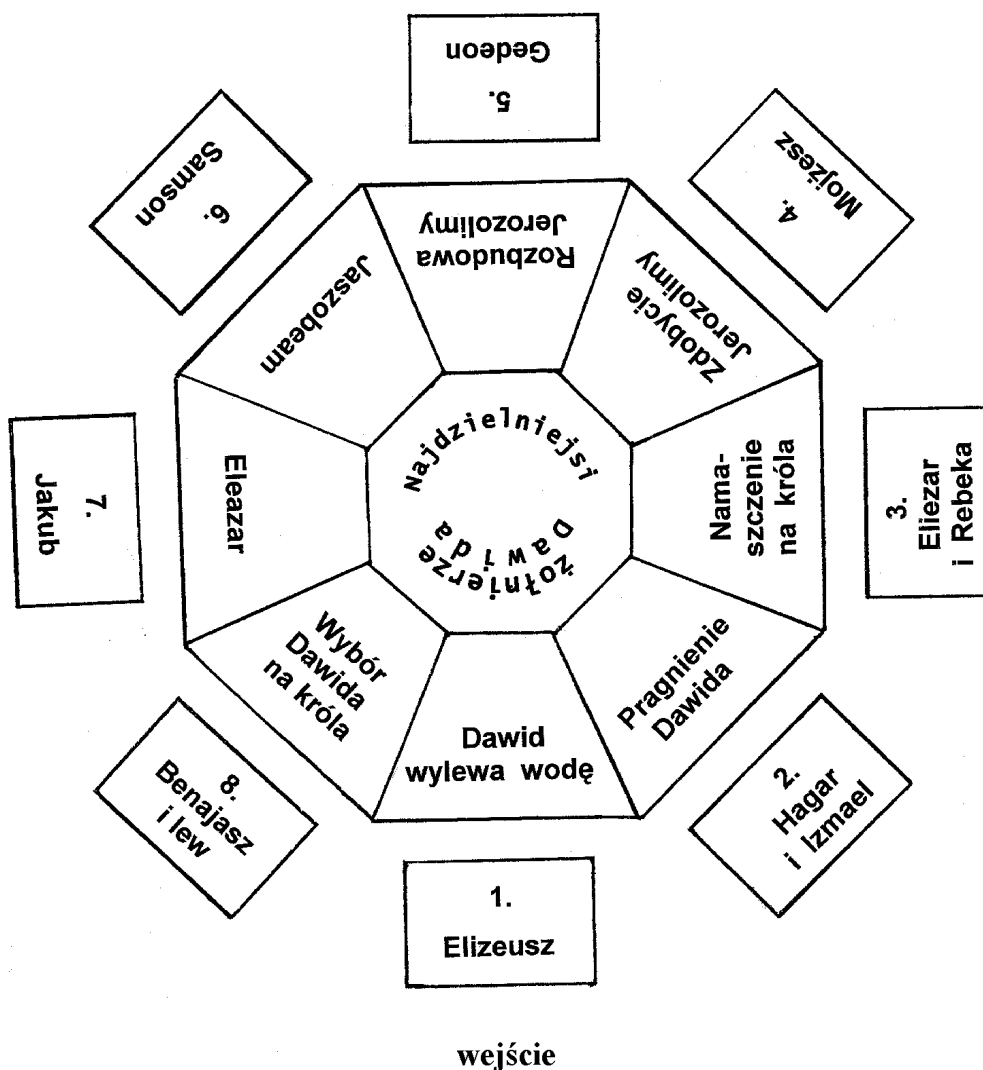 5.
Gedeon
6.
Samson
4.
Mojżesz
Rozbudowa
Jerozolimy
Jaszobeam
Zdobycie
Jerozolimy
Najdzielniejsi
żołnierze
Dawida
7.
Jakub
Eleazar
Nama-
szczenie
na króla
3.
Eliezar
i Rebeka
Wybór
Dawida
na króla
Pragnienie
Dawida
Dawid
wylewa wodę
8.
Benajasz
i lew
2.
Hagar
i Izmael
1.
Elizeusz
wejście